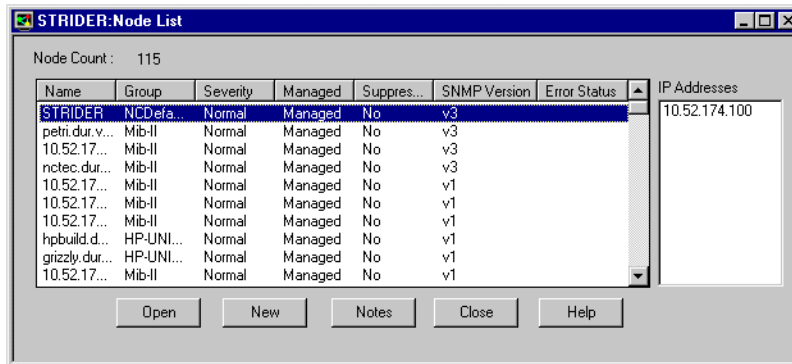 STRIDER:Node List
Node Count : 115
Name Group Severity Managed Suppres... SNMP Version Error Status IP Addresses
STRIDER NCDefa... Normal Managed No v3 10.52.174.100
petri.dur.v... Mib-II Normal Managed No v3
10.52.17... Mib-II Normal Managed No v3
nctec.dur... Mib-II Normal Managed No v3
10.52.17... Mib-II Normal Managed No v1
10.52.17... Mib-II Normal Managed No v1
10.52.17... Mib-II Normal Managed No v1
hpbuild.d... HP-UNI... Normal Managed No v1
grizzly.dur... HP-UNI... Normal Managed No v1
10.52.17... Mib-II Normal Managed No v1
Open New Notes Close Help